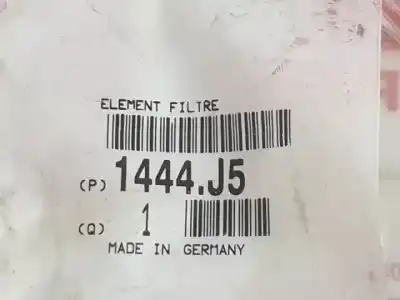 ELEMENT FILTRE
(P) 1444.J5
(Q) 1
MADE IN GERMANY